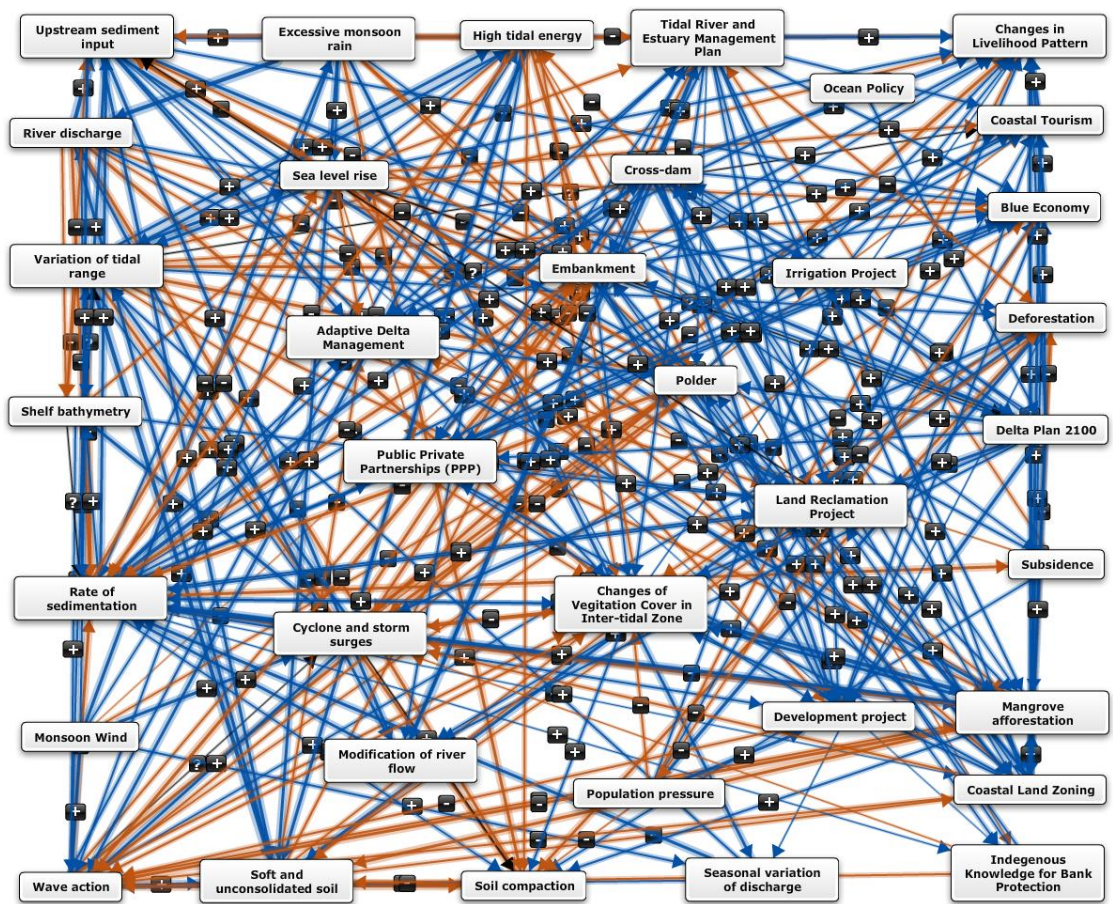 Upstream sediment
input
Excessive monsoon
rain
High tidal energy
Tidal River and
Estuary Management
Plan
Changes in
Livelihood Pattern
Ocean Policy
River discharge
Coastal Tourism
Sea level rise
Cross-dam
Blue Economy
Variation of tidal
range
Embankment
Irrigation Project
Adaptive Delta
Management
Deforestation
Polder
Shelf bathymetry
Delta Plan 2100
Public Private
Partnerships (PPP)
Land Reclamation
Project
Subsidence
Rate of
sedimentation
Changes of
Vegitation Cover in
Inter-tidal Zone
Cyclone and storm
surges
Mangrove
afforestation
Development project
Monsoon Wind
Modification of river
flow
Population pressure
Coastal Land Zoning
Wave action
Soft and
unconsolidated soil
Soil compaction
Seasonal variation
of discharge
Indegenous
Knowledge for Bank
Protection